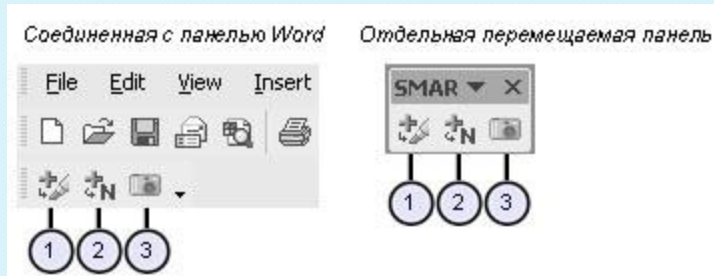 Соединенная с панелью Word
Отдельная перемещаемая панель
File Edit View Insert
SMAR
N
N
1 2 3
1 2 3